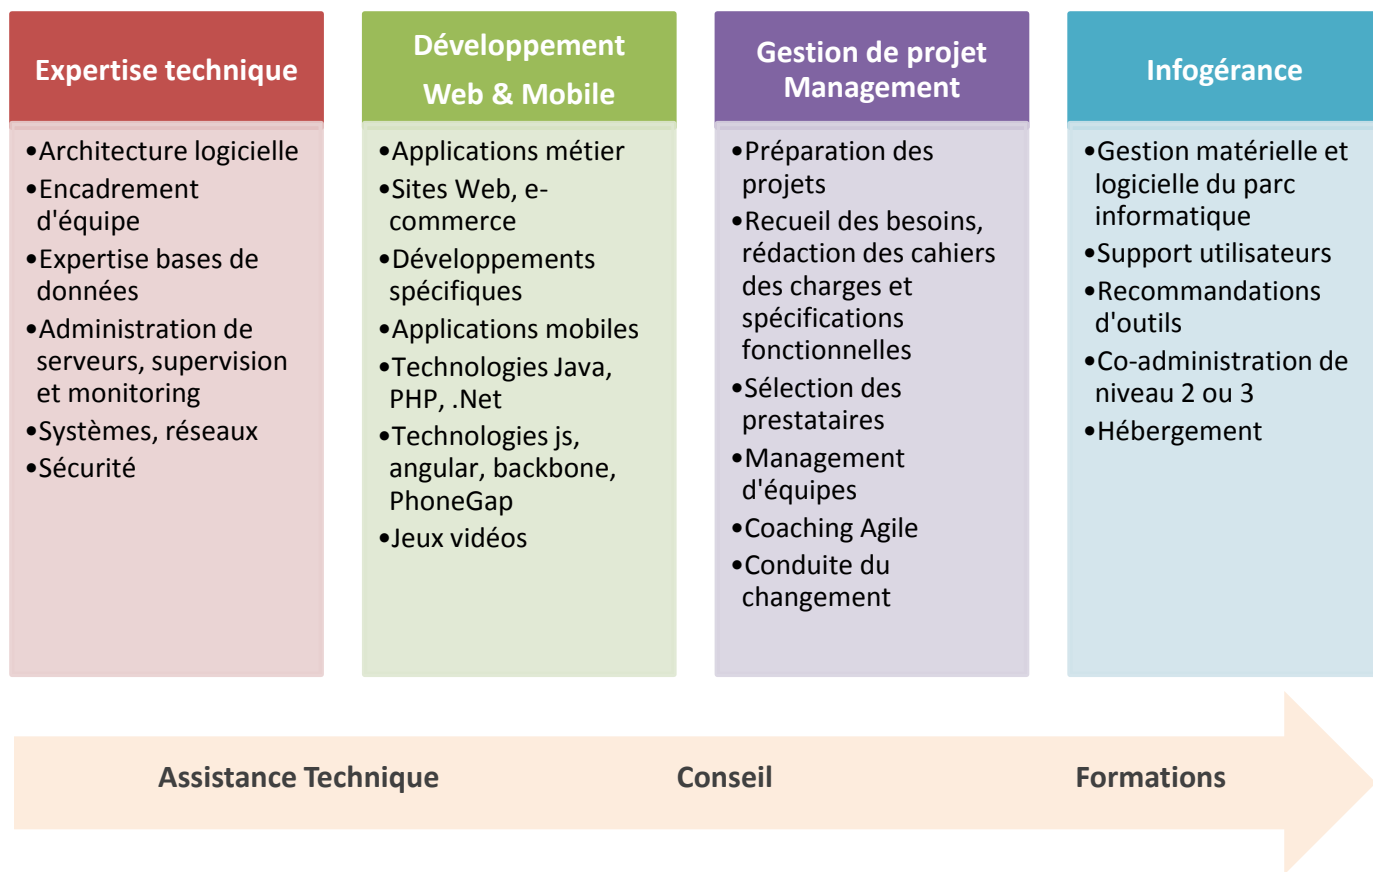 Expertise technique
•Architecture logicielle
•Encadrement
d'équipe
•Expertise bases de
données
•Administration de
serveurs, supervision
et monitoring
•Systèmes, réseaux
•Sécurité
Développement
Web & Mobile
•Applications métier
•Sites Web, e-
commerce
•Développements
spécifiques
•Applications mobiles
•Technologies Java,
PHP, .Net
•Technologies js,
angular, backbone,
PhoneGap
•Jeux vidéos
Gestion de projet
Management
•Préparation des
projets
•Recueil des besoins,
rédaction des cahiers
des charges et
spécifications
fonctionnelles
•Sélection des
prestataires
•Management
d'équipes
•Coaching Agile
•Conduite du
changement
Infogérance
•Gestion matérielle et
logicielle du parc
informatique
•Support utilisateurs
•Recommandations
d'outils
•Co-administration de
niveau 2 ou 3
•Hébergement
Assistance Technique
Conseil
Formations